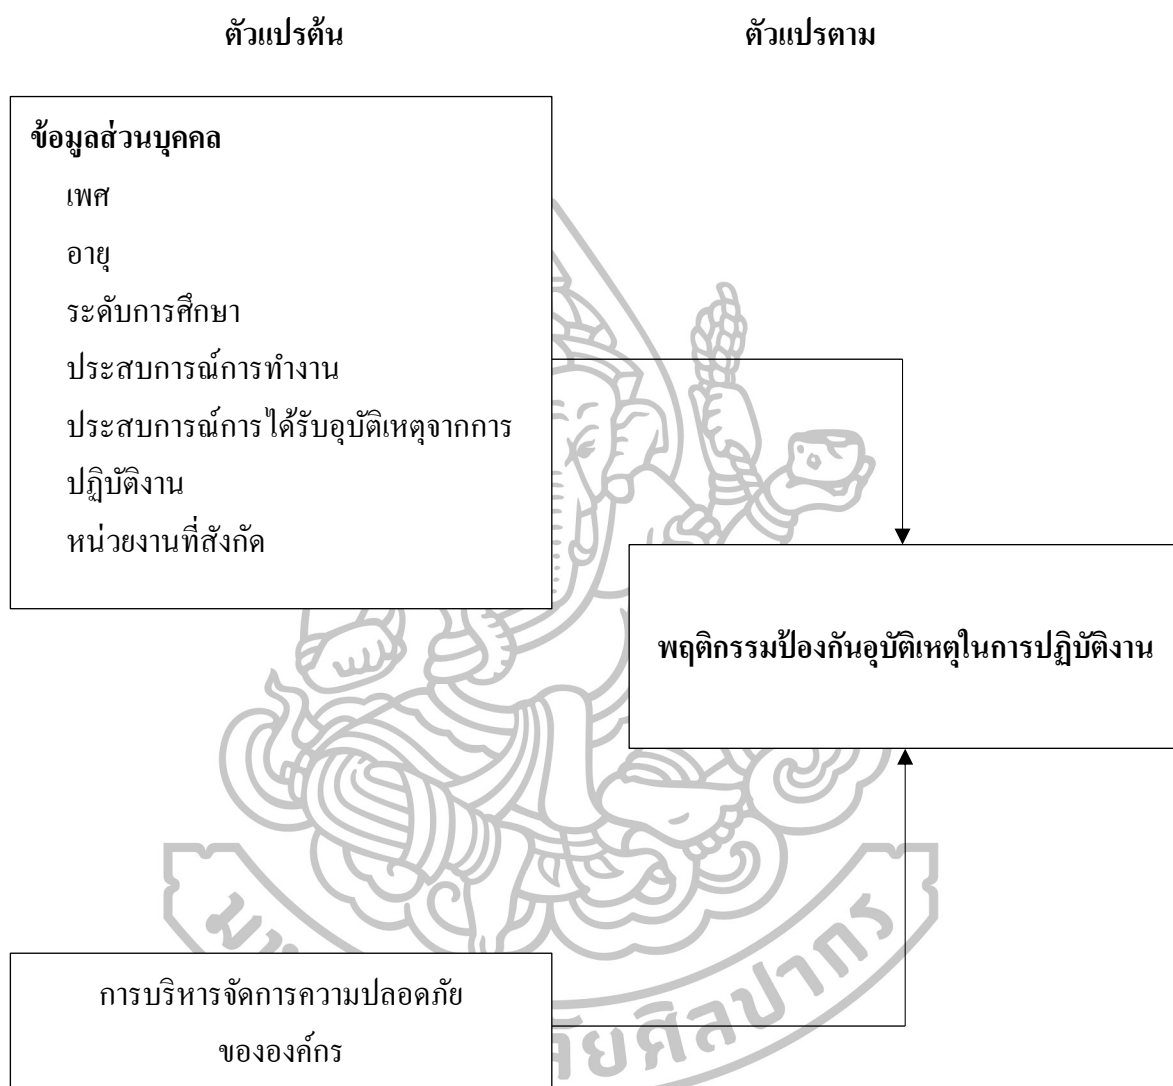 ตัวแปรต้น
ตัวแปรตาม
ข้อมูลส่วนบุคคล
เพศ
อายุ
ระดับการศึกษา
ประสบการณ์การทำงาน
ประสบการณ์การได้รับอุบัติเหตุจากการ
ปฏิบัติงาน
หน่วยงานที่สังกัด
พฤติกรรมป้องกันอุบัติเหตุในการปฏิบัติงาน
การบริหารจัดการความปลอดภัย
ขององค์กร
ยศิลปากร